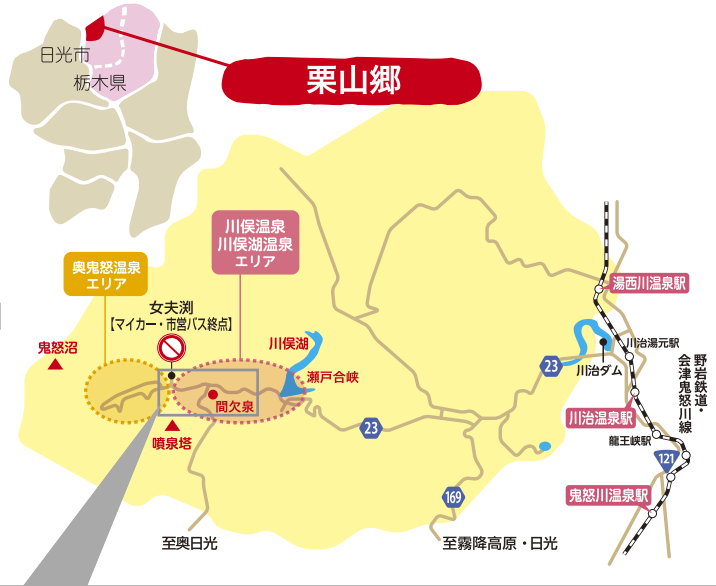 日光市
栃木県
栗山郷
川俣温泉
川俣湖温泉
エリア
奥鬼怒温泉
エリア
女夫渕
【マイカー・市営バス終点】
鬼怒沼
川俣湖
瀬戸合峡
間欠泉
噴泉塔
湯西川温泉駅
川治湯元駅
川治ダム
野岩鉄道・
会津鬼怒川線
川治温泉駅
龍王峡駅
鬼怒川温泉駅
23
23
121
169
至奥日光
至霧降高原・日光